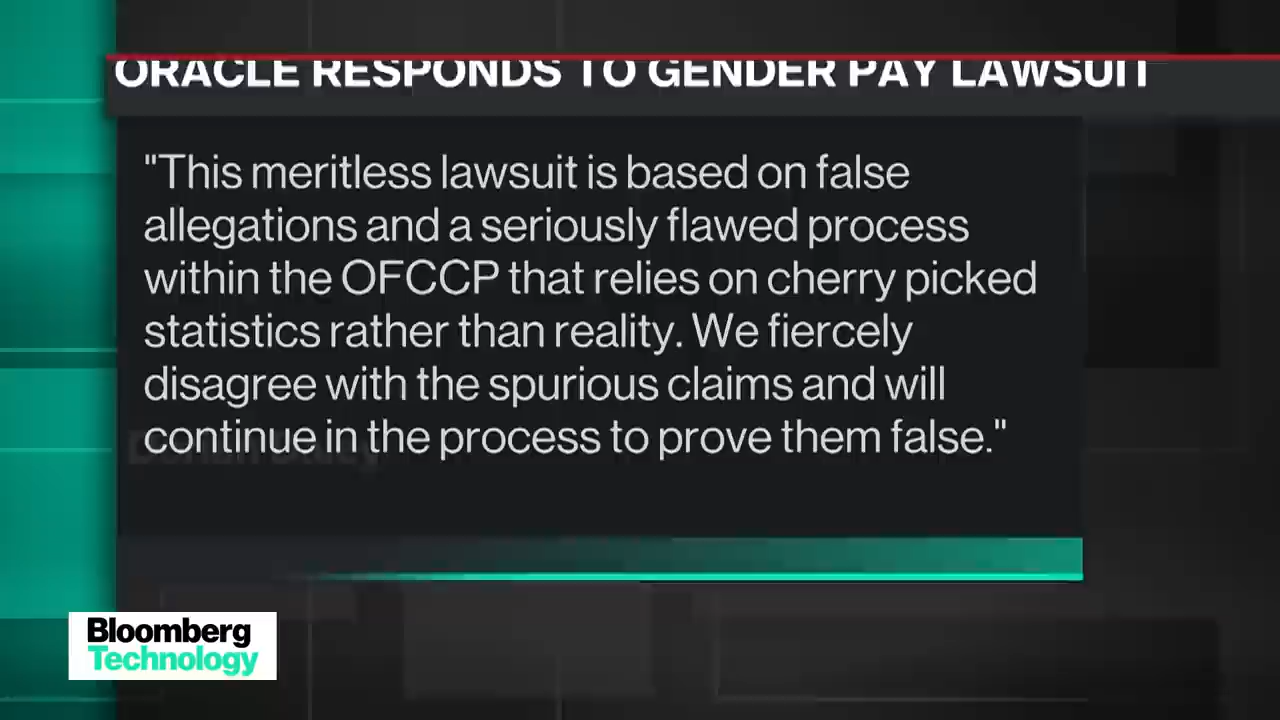 ORACLE RESPONDS TO GENDER PAY LAWSUIT
"This meritless lawsuit is based on false
allegations and a seriously flawed process
within the OFCCP that relies on cherry picked
statistics rather than reality. We fiercely
disagree with the spurious claims and will
continue in the process to prove them false."
Bloomberg
Technology